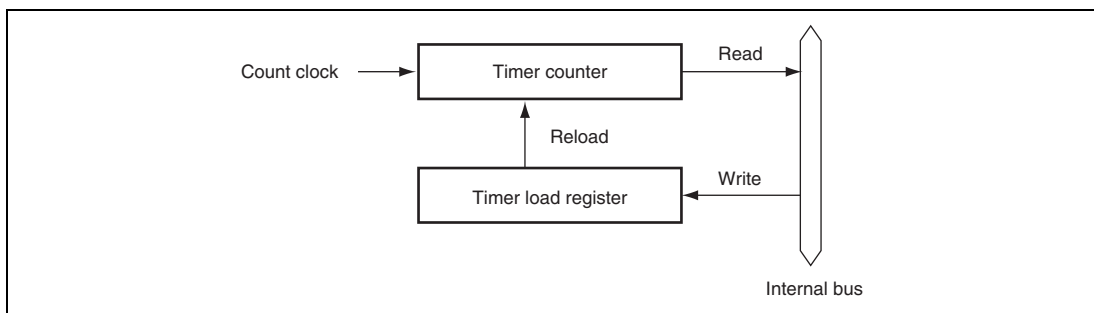 Count clock
Timer counter
Read
Reload
Timer load register
Write
Internal bus